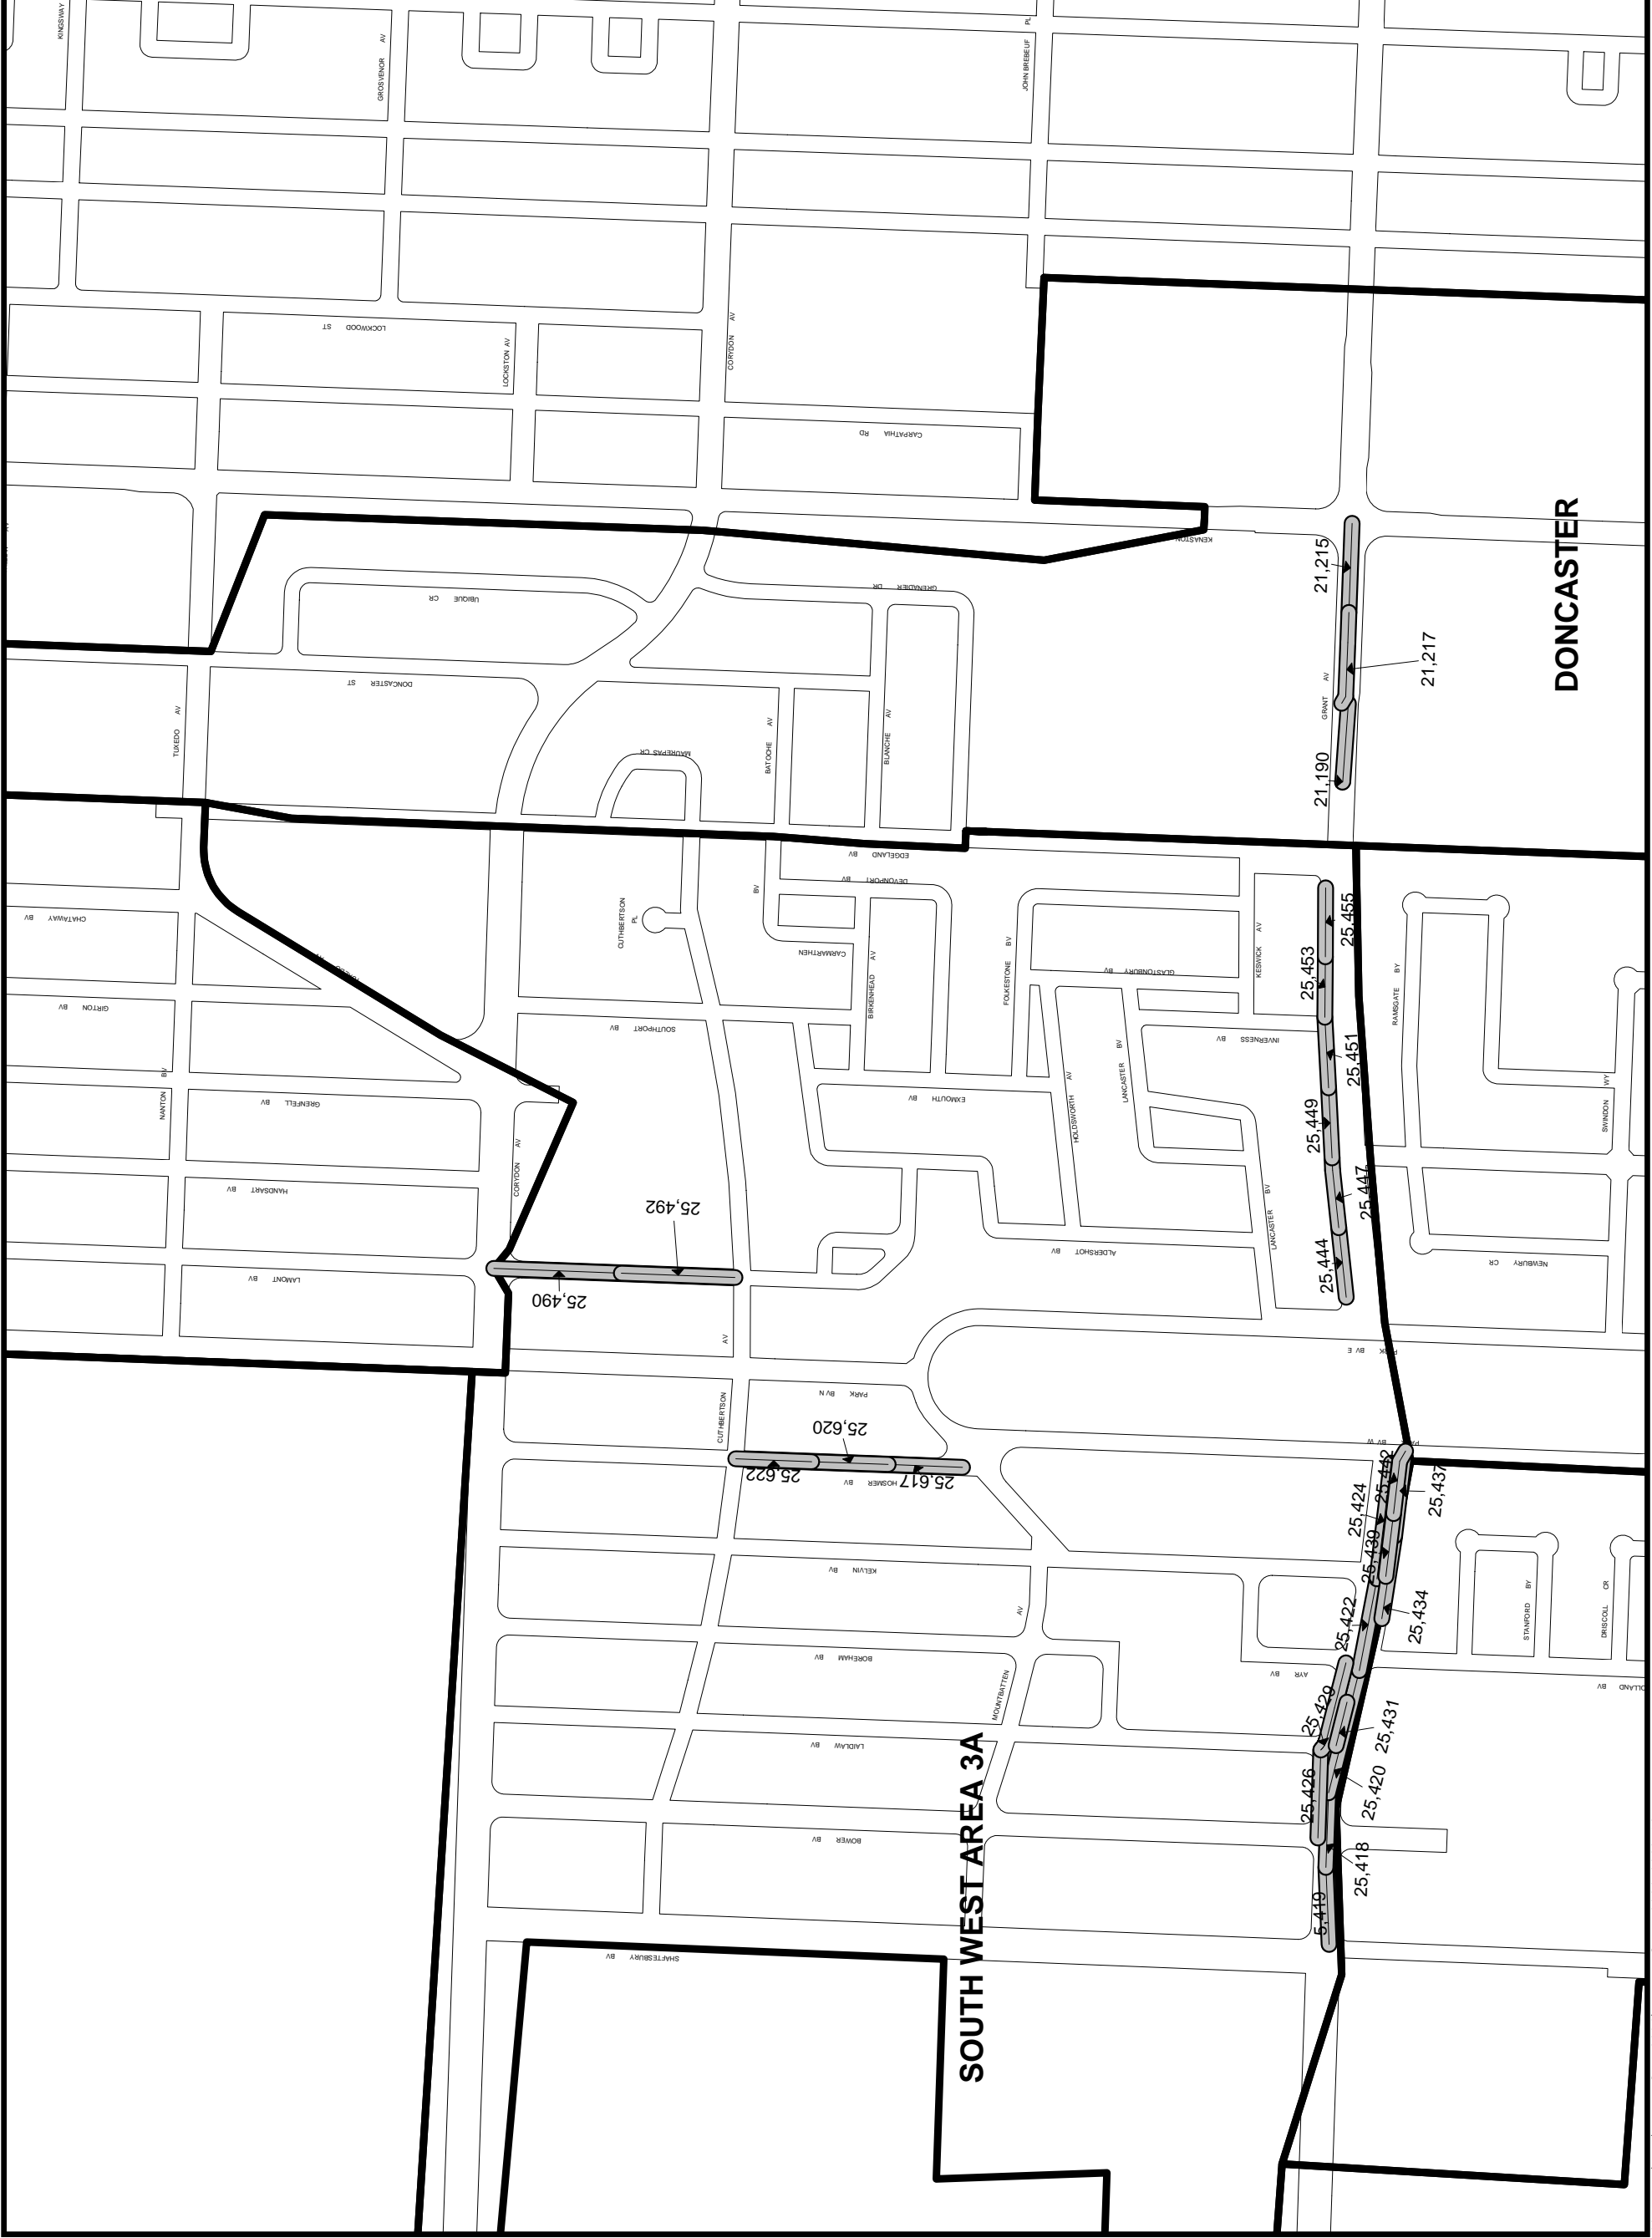 KINGSWAY
GROSVENOR AV
JOHN BREBEUF PL
LOCKWOOD ST
LOCKSTON AV
CORYDON AV
CARPATHIA RD
KENASTON
UBIQUE CR
GRENADIER DR
21,215
DONCASTER
21,217
GRANT AV
21,190
DONCASTER ST
TUXEDO AV
MAUREPAS CR
BATOCHE AV
BLANCHE AV
EDGELAND BV
DEVONPORT BV
BV
CUTHBERTSON PL
CARMARTHEN
CHATAWAY BV
BIRKENHEAD AV
FOLKESTONE BV
GLASTONBURY BV
KESWICK AV
25,455
25,453
RAMSGATE BY
GIRTON BV
SOUTHPORT BV
INVERNESS BV
25,451
NANTON BV
GRENFELL BV
EXMOUTH BV
HOLDSWORTH AV
LANCASTER BV
25,449
SWINDON WY
HANDSART BV
CORYDON AV
25,492
25,447
LANCASTER BV
ALDERSHOT BV
NEWBURY CR
25,444
LAMONT BV
25,490
AV
PARK BV E
CUTHBERTSON
PARK BV N
25,620
BV W
25,622
HOSMER BV
25,617
25,442
25,437
25,424
25,439
KELVIN BV
AV
25,422
25,434
STANFORD BY
DRISCOLL CR
BOREHAM BV
MOUNTBATTEN
AYR BV
OLLAND BV
25,429
25,431
LAIDLAW BV
25,426
25,420
BOWER BV
25,418
5,419
SOUTH WEST AREA 3A
SHAFTESBURY BV